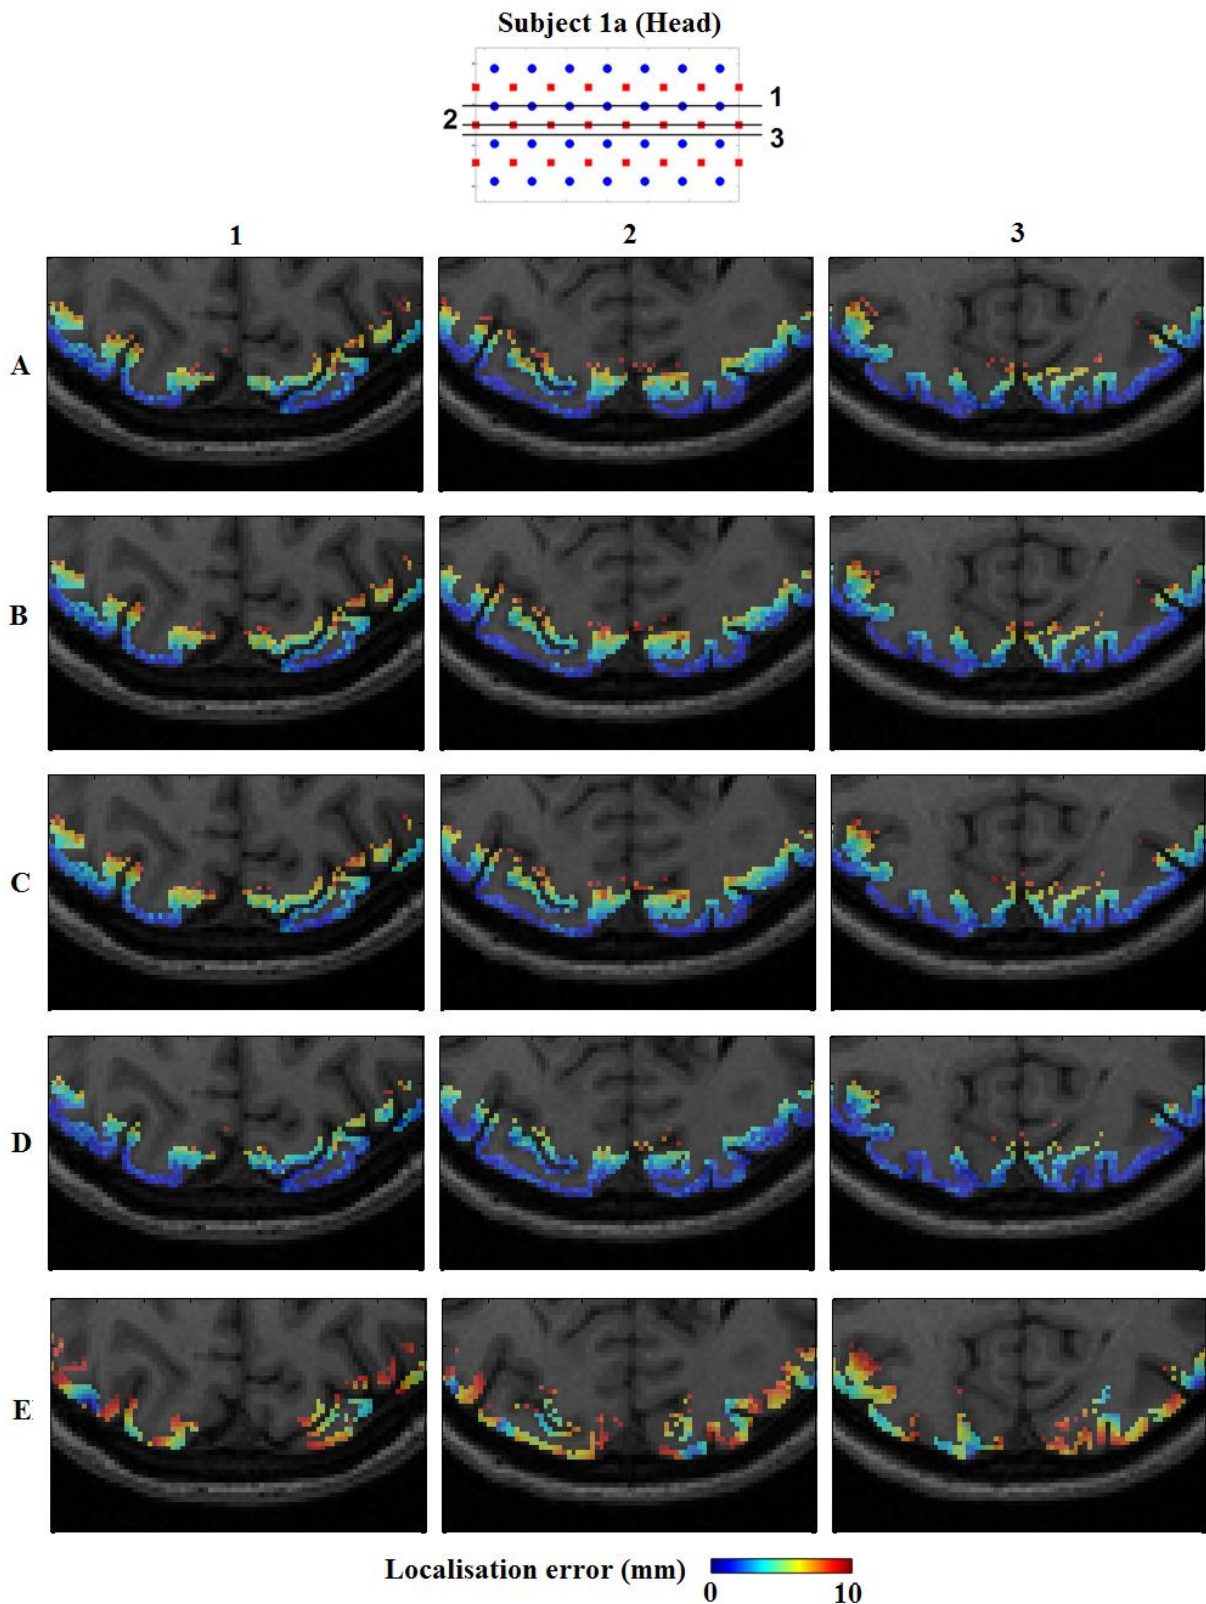 Subject 1a (Head)
1
2
3
1 2 3
A
B
C
D
E
Localisation error (mm)
0 10